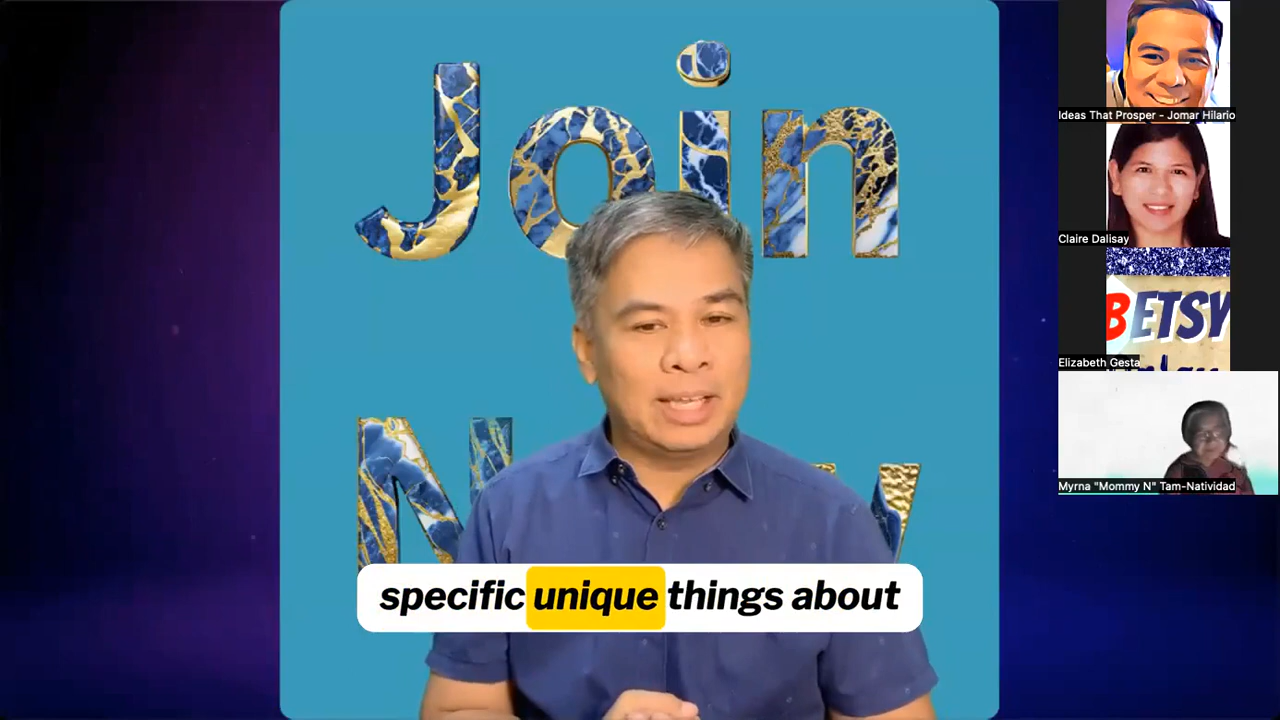 Join
Now
specific unique things about
Ideas That Prosper - Jomar Hilario
Claire Dalisay
BETSY
Elizabeth Gesta
Myrna "Mommy N" Tam-Natividad